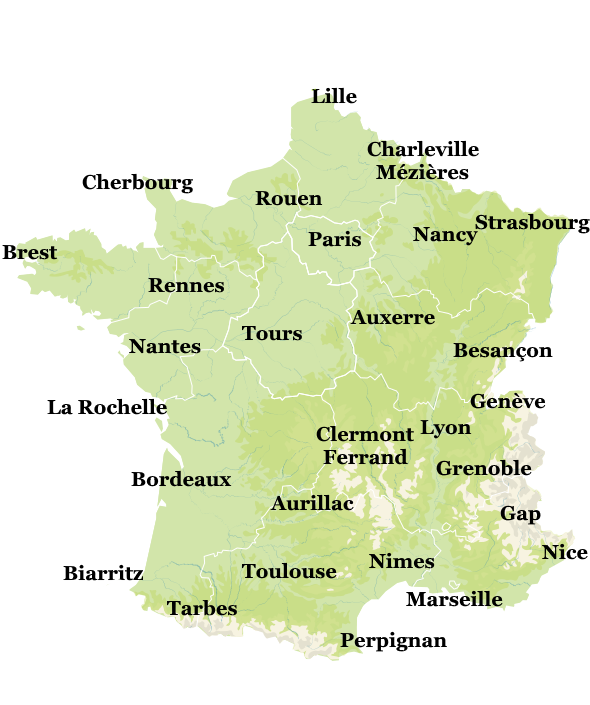 Lille
Charleville
Mézières
Cherbourg
Rouen
Strasbourg
Paris
Nancy
Brest
Rennes
Auxerre
Tours
Nantes
Besançon
Genève
La Rochelle
Lyon
Clermont
Ferrand
Grenoble
Bordeaux
Aurillac
Gap
Nice
Nimes
Toulouse
Biarritz
Marseille
Tarbes
Perpignan